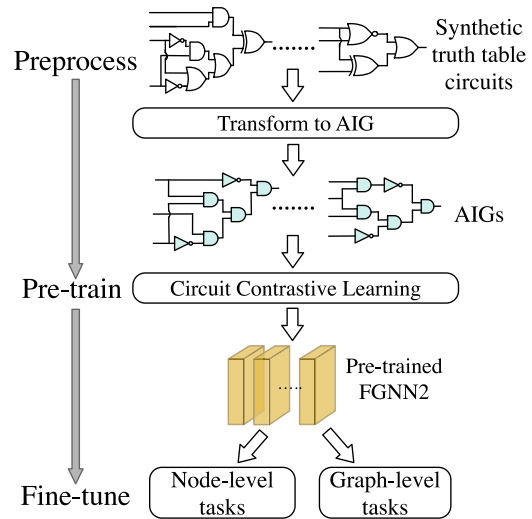 Preprocess
Synthetic
truth table
circuits
Transform to AIG
AIGs
Pre-train
Circuit Contrastive Learning
Pre-trained
FGNN2
Fine-tune
Node-level
tasks
Graph-level
tasks